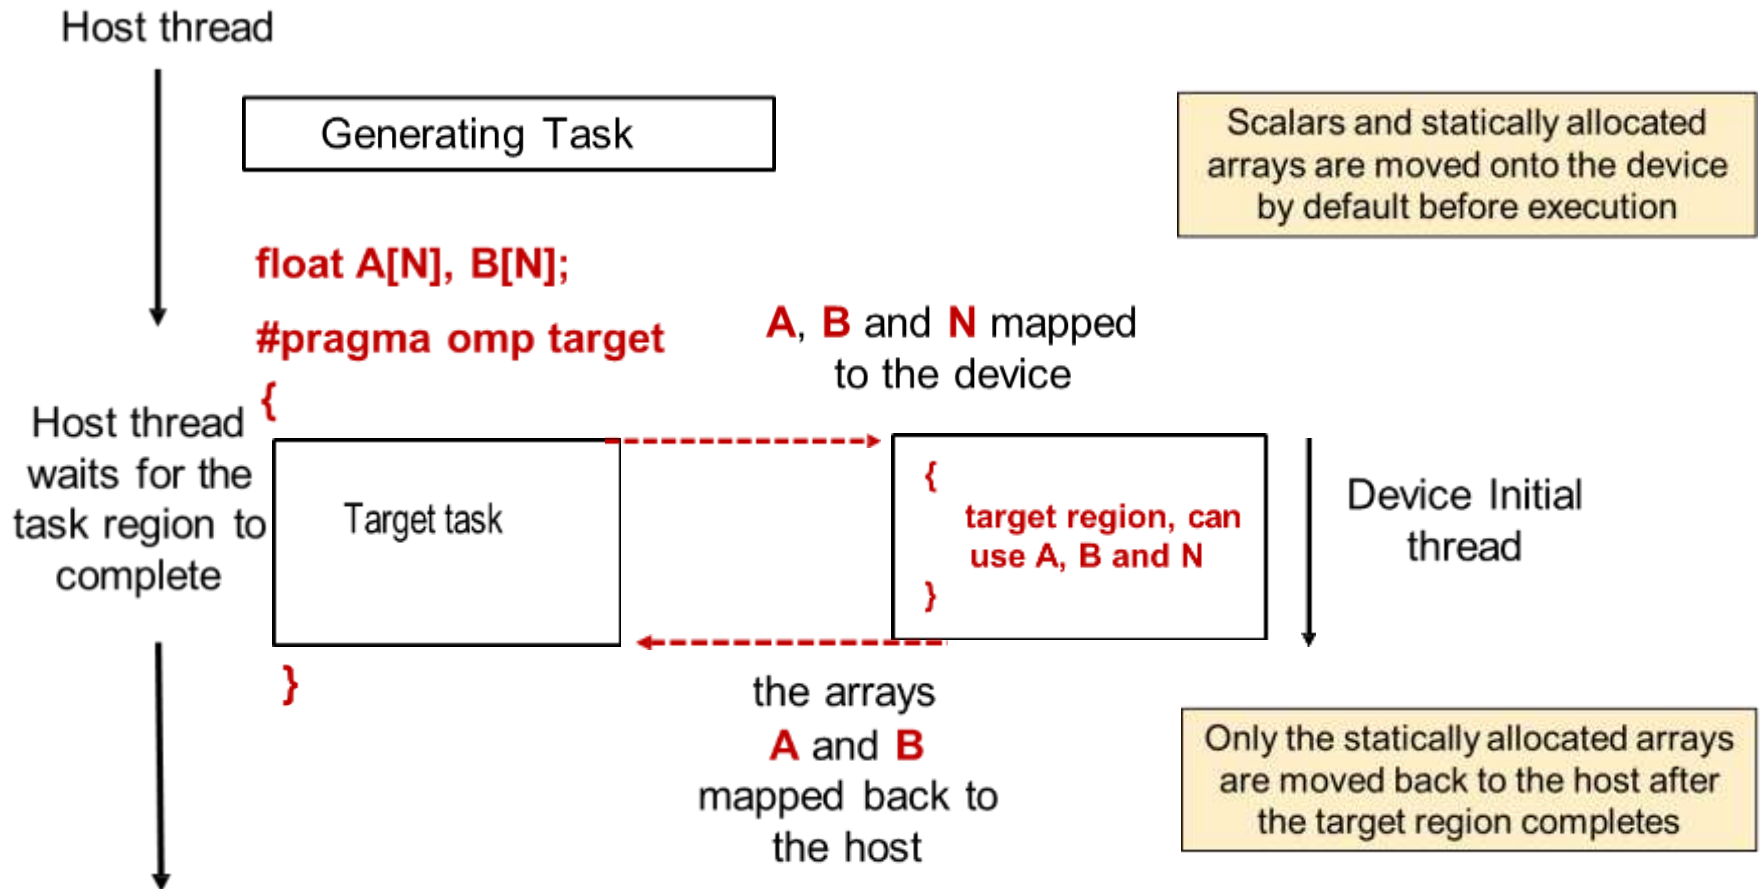 Host thread
Generating Task
Scalars and statically allocated
arrays are moved onto the device
by default before execution
float A[N], B[N];
#pragma omp target
{
A, B and N mapped
to the device
Host thread
waits for the
task region to
complete
Target task
{
target region, can
use A, B and N
}
Device Initial
thread
}
the arrays
A and B
mapped back to
the host
Only the statically allocated arrays
are moved back to the host after
the target region completes